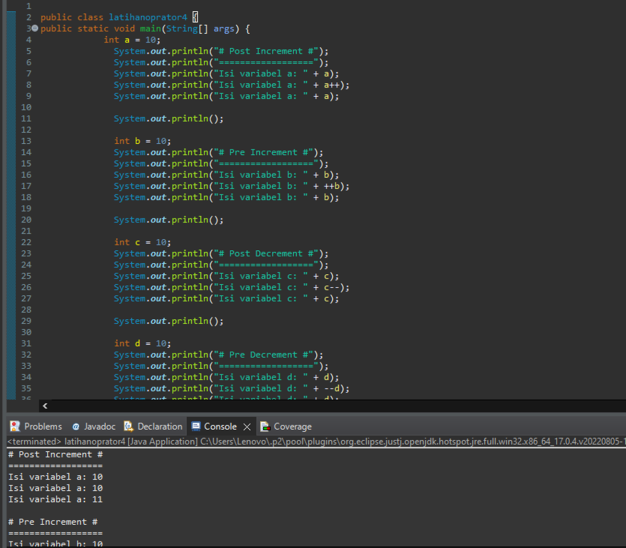 1
2 public class latihanoprator4 {
3 public static void main(String[] args) {
4 int a = 10;
5 System.out.println("# Post Increment #");
6 System.out.println("==================");
7 System.out.println("Isi variabel a: " + a);
8 System.out.println("Isi variabel a: " + a++);
9 System.out.println("Isi variabel a: " + a);
10
11 System.out.println();
12
13 int b = 10;
14 System.out.println("# Pre Increment #");
15 System.out.println("==================");
16 System.out.println("Isi variabel b: " + b);
17 System.out.println("Isi variabel b: " + ++b);
18 System.out.println("Isi variabel b: " + b);
19
20 System.out.println();
21
22 int c = 10;
23 System.out.println("# Post Decrement #");
24 System.out.println("==================");
25 System.out.println("Isi variabel c: " + c);
26 System.out.println("Isi variabel c: " + c--);
27 System.out.println("Isi variabel c: " + c);
28
29 System.out.println();
30
31 int d = 10;
32 System.out.println("# Pre Decrement #");
33 System.out.println("==================");
34 System.out.println("Isi variabel d: " + d);
35 System.out.println("Isi variabel d: " + --d);
36 System.out.println("Isi variabel d: " + d);
Problems Javadoc Declaration Console Coverage
<terminated> latihanoprator4 [Java Application] C:\Users\Lenovo\.p2\pool\plugins\org.eclipse.justj.openjdk.hotspot.jre.full.win32.x86_64_17.0.4.v20220805-
# Post Increment #
==================
Isi variabel a: 10
Isi variabel a: 10
Isi variabel a: 11

# Pre Increment #
==================
Isi variabel b: 10